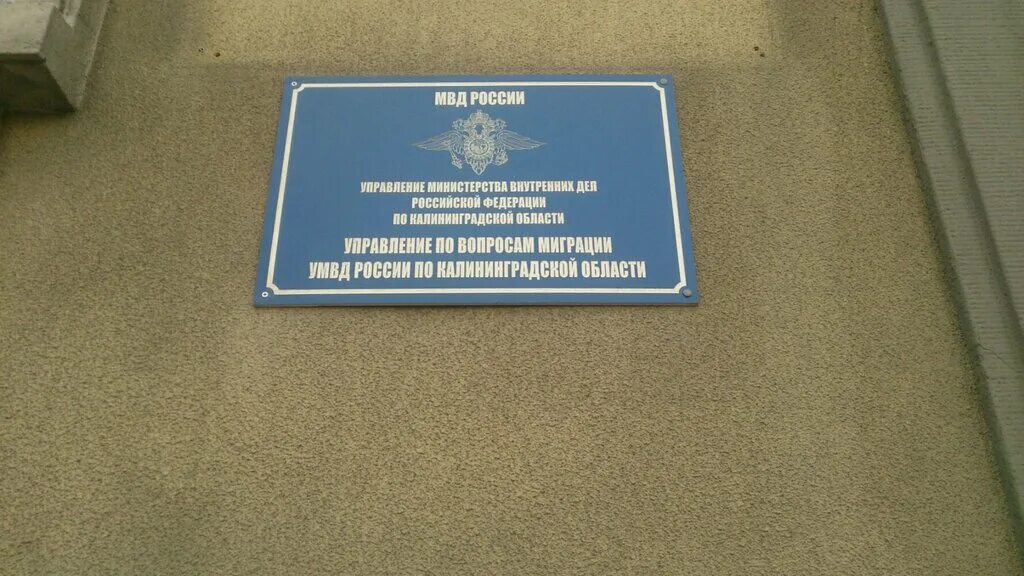 МВД РОССИИ
УПРАВЛЕНИЕ МИНИСТЕРСТВА ВНУТРЕННИХ ДЕЛ
РОССИЙСКОЙ ФЕДЕРАЦИИ
ПО КАЛИНИНГРАДСКОЙ ОБЛАСТИ
УПРАВЛЕНИЕ ПО ВОПРОСАМ МИГРАЦИИ
УМВД РОССИИ ПО КАЛИНИНГРАДСКОЙ ОБЛАСТИ